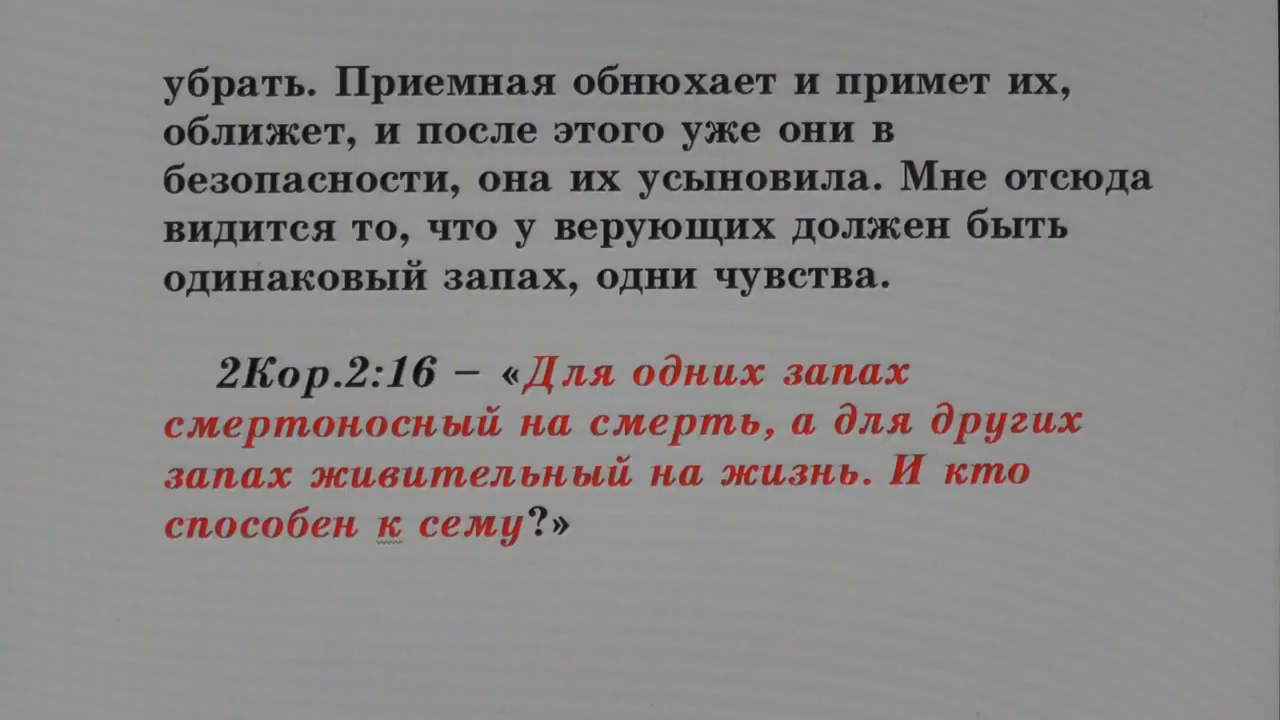 убрать. Приемная обнюхает и примет их,
оближет, и после этого уже они в
безопасности, она их усыновила. Мне отсюда
видится то, что у верующих должен быть
одинаковый запах, одни чувства.
2Кор.2:16 – «Для одних запах
смертоносный на смерть, а для других
запах живительный на жизнь. И кто
способен к сему?»